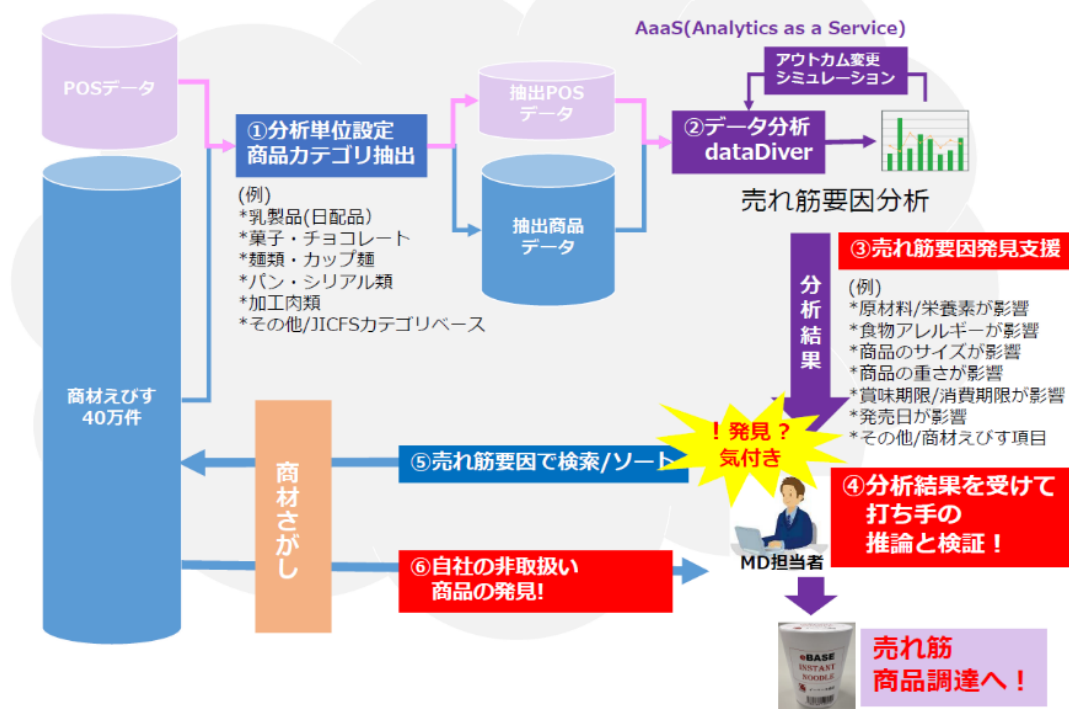 AaaS(Analytics as a Service)
アウトカム変更
シミュレーション
POSデータ
抽出POS
データ
①分析単位設定
商品カテゴリ抽出
②データ分析
dataDiver
(例)
*乳製品(日配品）
*菓子・チョコレート
*麺類・カップ麺
*パン・シリアル類
*加工肉類
*その他/JICFSカテゴリベース
抽出商品
データ
売れ筋要因分析
③売れ筋要因発見支援
分析結果
(例)
*原材料/栄養素が影響
*食物アレルギーが影響
*商品のサイズが影響
*商品の重さが影響
*賞味期限/消費期限が影響
*発売日が影響
*その他/商材えびす項目
商材えびす
40万件
！発見？
気付き
商材さがし
⑤売れ筋要因で検索/ソート
④分析結果を受けて
打ち手の
推論と検証！
MD担当者
⑥自社の非取扱い
商品の発見!
eBASE
INSTANT
NOODLE
売れ筋
商品調達へ！